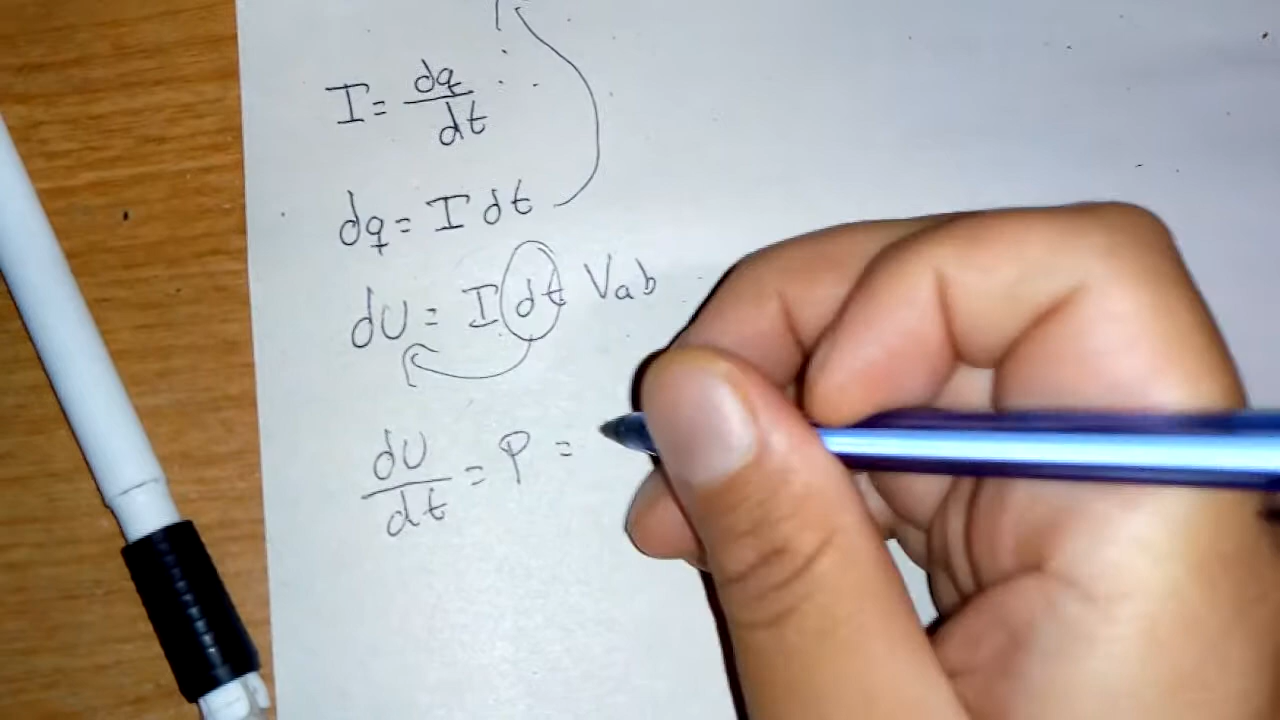 I = dq/dt
dq = I dt
dU = I dt Vab
dU/dt = P =